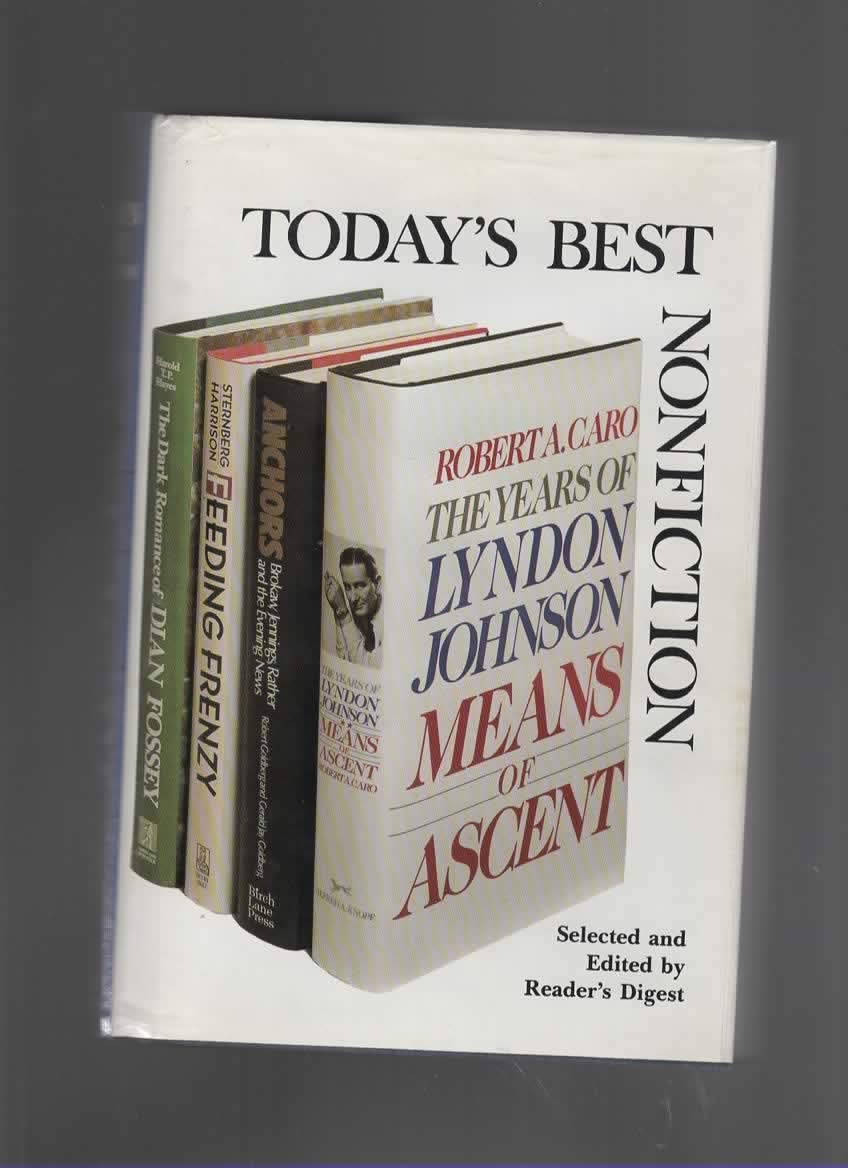 TODAY'S BEST
NONFICTION
Harold
T.P.
Hayes
The Dark Romance of DIAN FOSSEY
STERNBERG
HARRISON
FEEDING FRENZY
ANCHORS
Brokaw, Jennings, Rather
and the Evening News
Robert Goldberg and Gerald Jay Goldberg
Birch
Lane
Press
THE YEARS OF
LYNDON
JOHNSON
MEANS
OF
ASCENT
ROBERT A. CARO
ALFRED A. KNOPF
ROBERT A. CARO
THE YEARS OF
LYNDON
JOHNSON
MEANS
OF
ASCENT
Selected and
Edited by
Reader's Digest